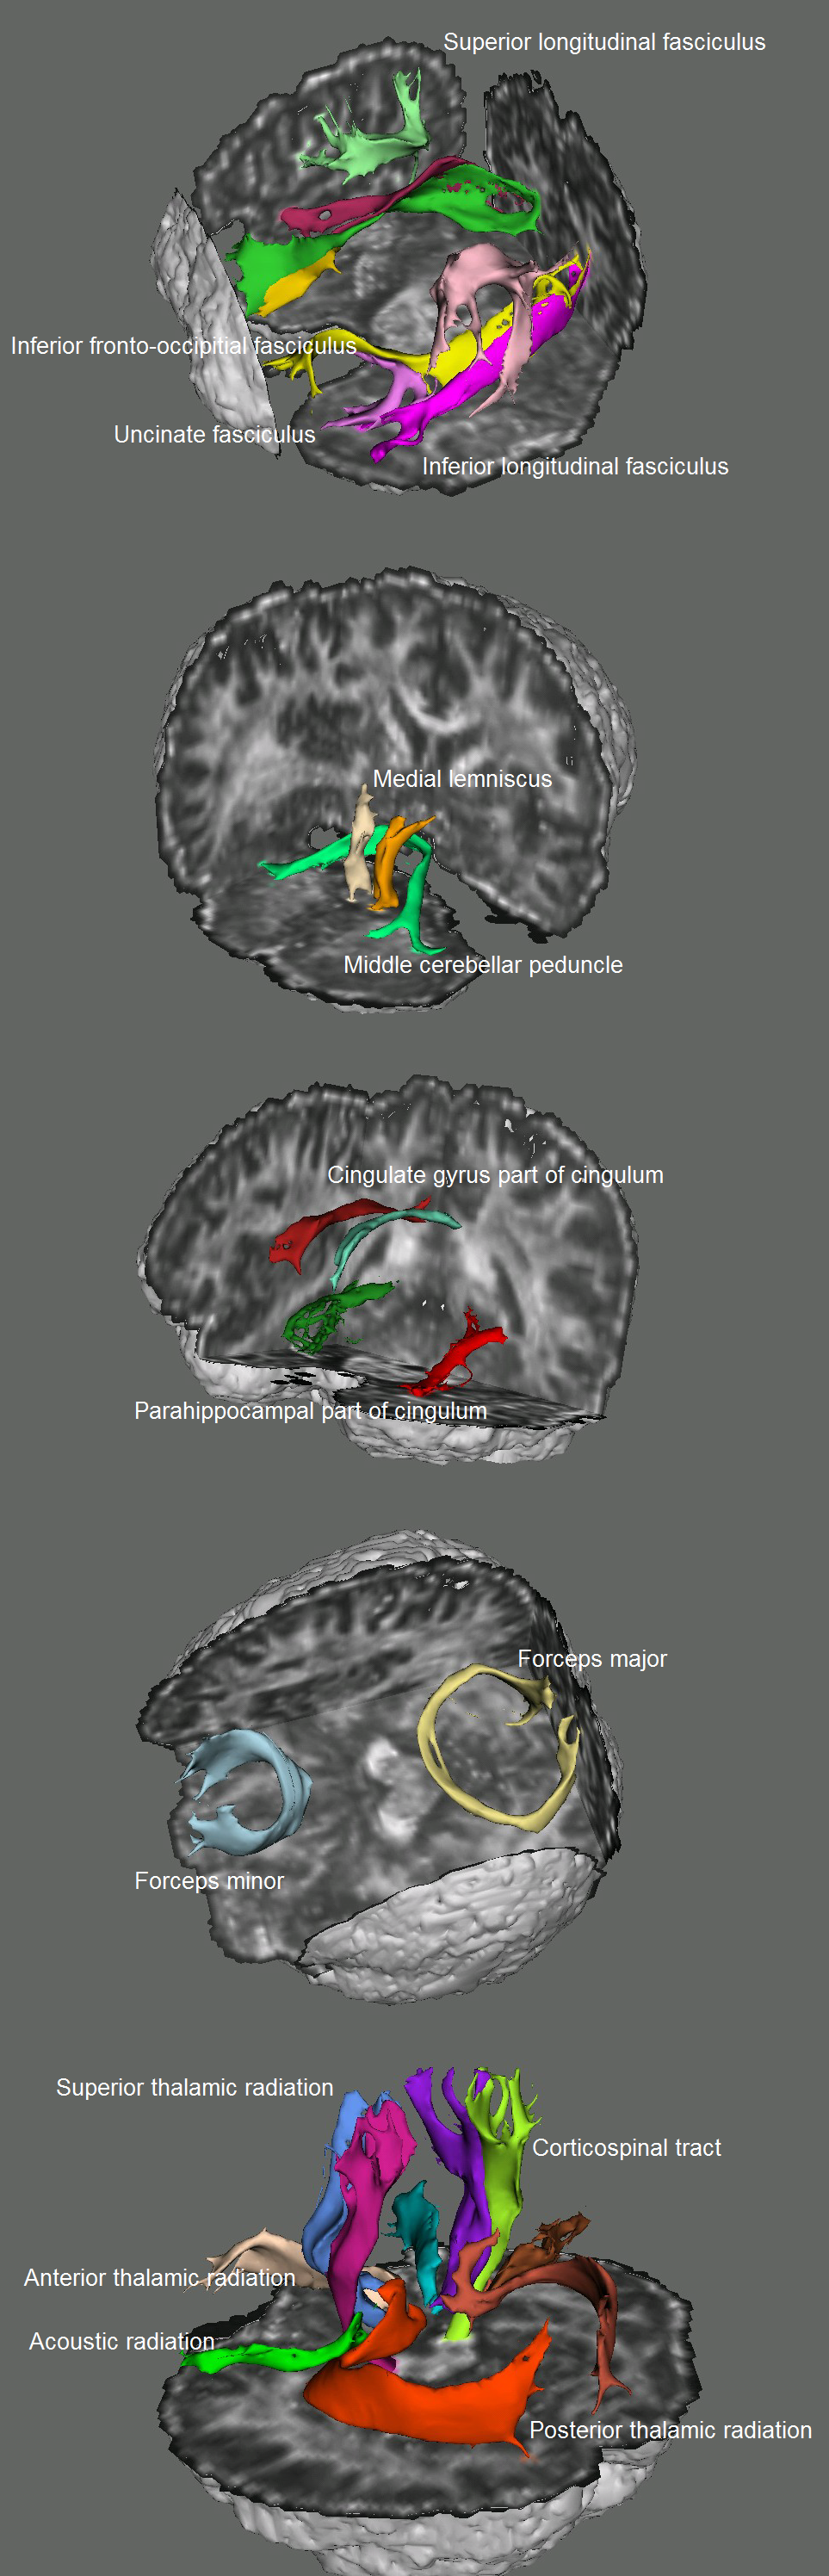 Superior longitudinal fasciculus
Inferior fronto-occipitial fasciculus
Uncinate fasciculus
Inferior longitudinal fasciculus
Medial lemniscus
Middle cerebellar peduncle
Cingulate gyrus part of cingulum
Parahippocampal part of cingulum
Forceps major
Forceps minor
Superior thalamic radiation
Corticospinal tract
Anterior thalamic radiation
Acoustic radiation
Posterior thalamic radiation